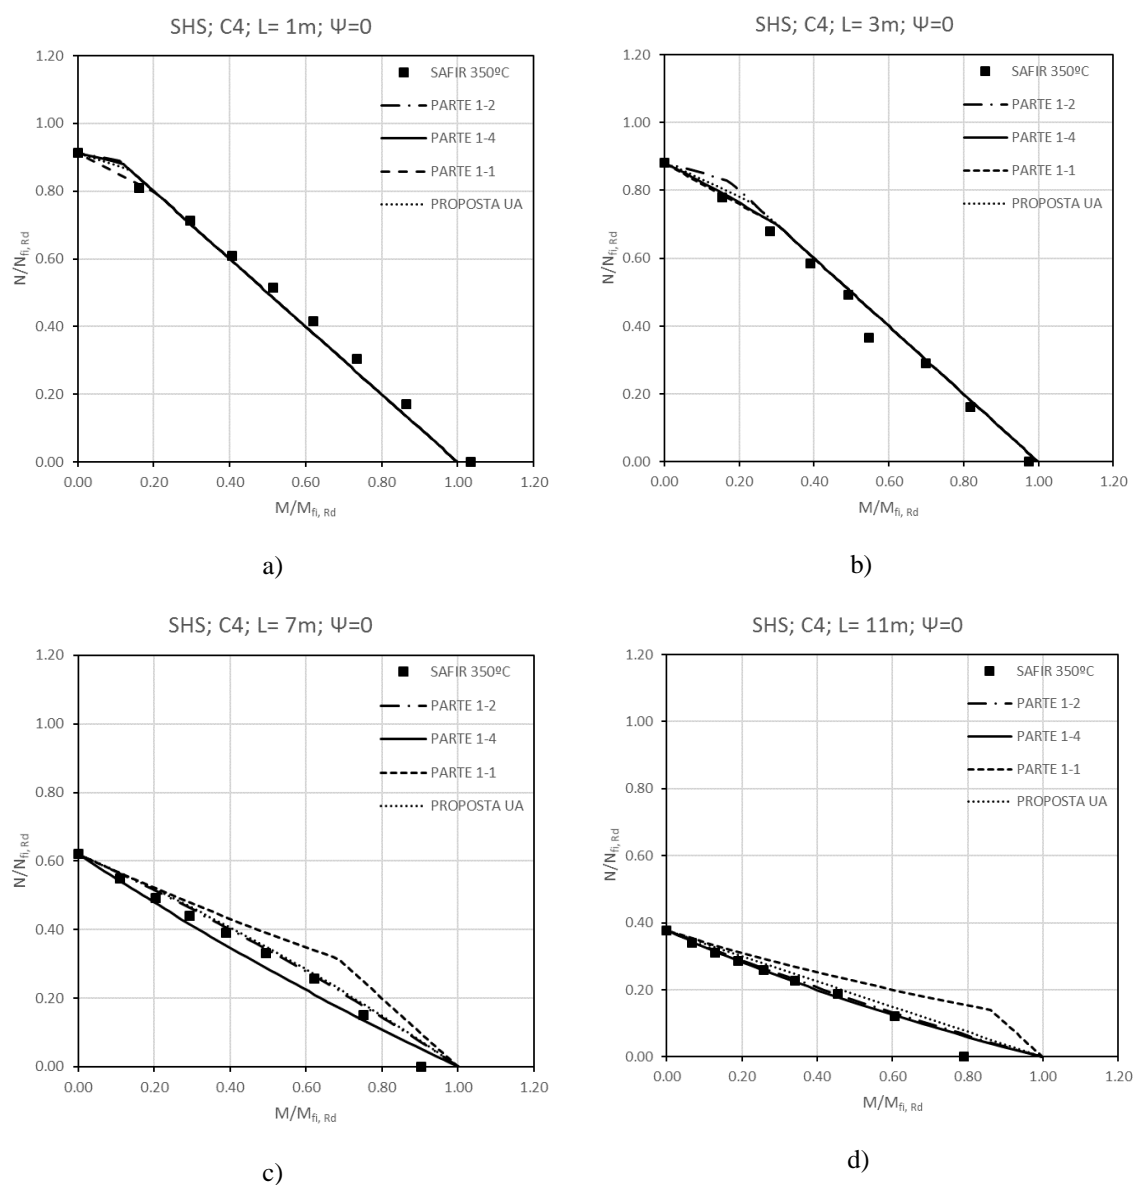 SHS; C4, L= 1m; Ψ=0
1.20
1.00
0.80
0.60
0.40
0.20
0.00
N/Nfi, Rd
0.00 0.20 0.40 0.60 0.80 1.00 1.20
M/Mfi, Rd
SAFIR 350ºC
PARTE 1-2
PARTE 1-4
PARTE 1-1
PROPOSTA UA
a)
SHS; C4, L= 3m; Ψ=0
1.20
1.00
0.80
0.60
0.40
0.20
0.00
N/Nfi, Rd
0.00 0.20 0.40 0.60 0.80 1.00 1.20
M/Mfi, Rd
SAFIR 350ºC
PARTE 1-2
PARTE 1-4
PARTE 1-1
PROPOSTA UA
b)
SHS; C4, L= 7m; Ψ=0
1.20
1.00
0.80
0.60
0.40
0.20
0.00
N/Nfi, Rd
0.00 0.20 0.40 0.60 0.80 1.00 1.20
M/Mfi, Rd
SAFIR 350ºC
PARTE 1-2
PARTE 1-4
PARTE 1-1
PROPOSTA UA
c)
SHS; C4, L= 11m; Ψ=0
1.20
1.00
0.80
0.60
0.40
0.20
0.00
N/Nfi, Rd
0.00 0.20 0.40 0.60 0.80 1.00 1.20
M/Mfi, Rd
SAFIR 350ºC
PARTE 1-2
PARTE 1-4
PARTE 1-1
PROPOSTA UA
d)